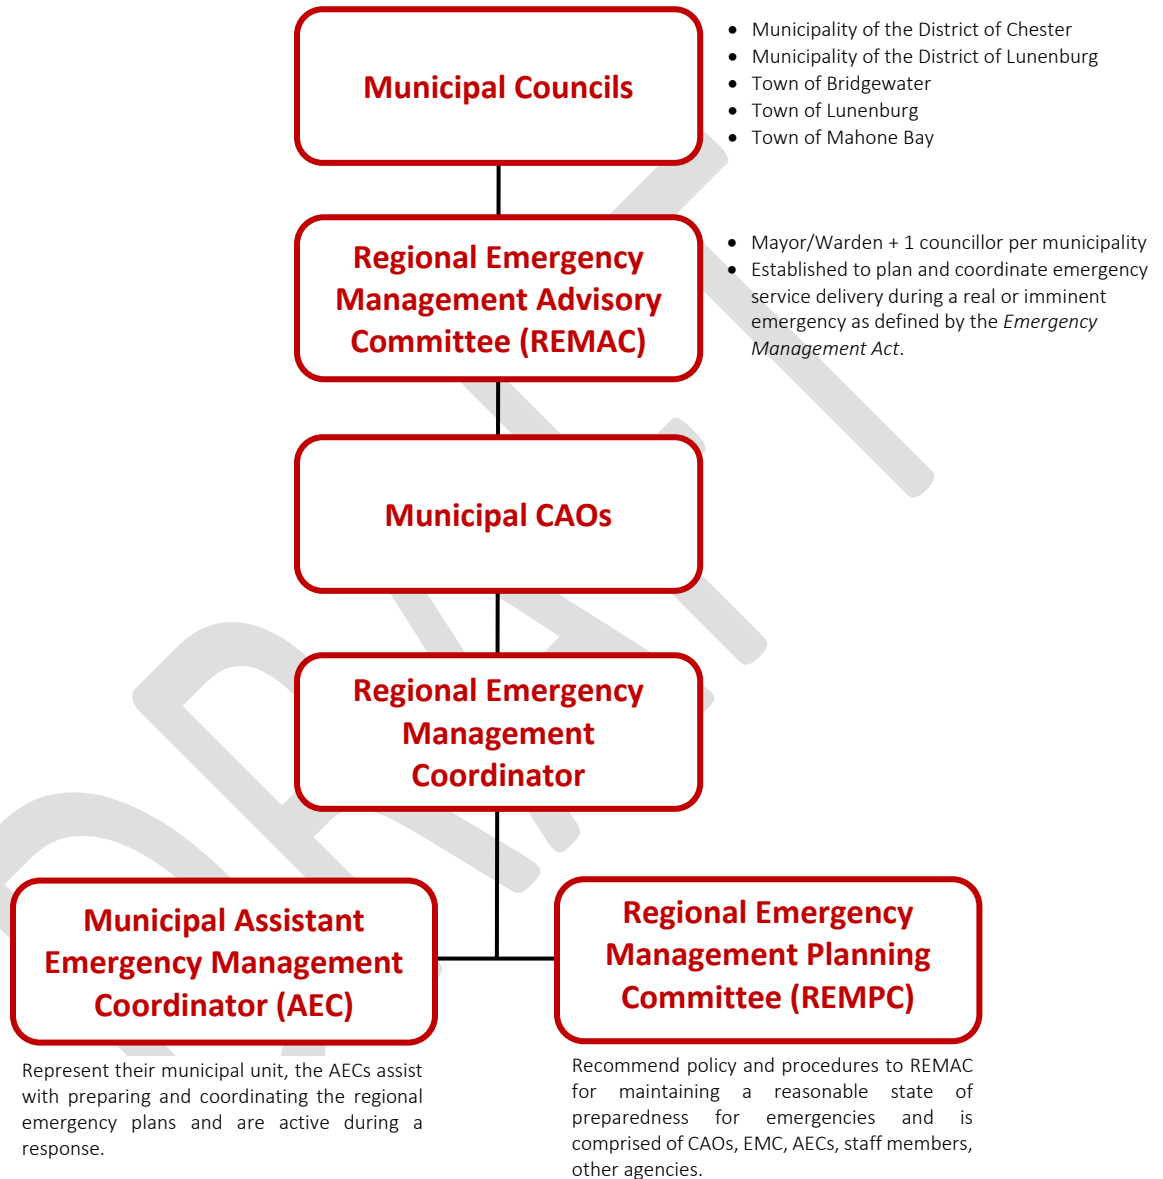 Municipal Councils
• Municipality of the District of Chester
• Municipality of the District of Lunenburg
• Town of Bridgewater
• Town of Lunenburg
• Town of Mahone Bay
Regional Emergency
Management Advisory
Committee (REMAC)
• Mayor/Warden + 1 councillor per municipality
• Established to plan and coordinate emergency
service delivery during a real or imminent
emergency as defined by the Emergency
Management Act.
Municipal CAOs
Regional Emergency
Management
Coordinator
Municipal Assistant
Emergency Management
Coordinator (AEC)
Represent their municipal unit, the AECs assist
with preparing and coordinating the regional
emergency plans and are active during a
response.
Regional Emergency
Management Planning
Committee (REMPC)
Recommend policy and procedures to REMAC
for maintaining a reasonable state of
preparedness for emergencies and is
comprised of CAOs, EMC, AECs, staff members,
other agencies.
DRAFT